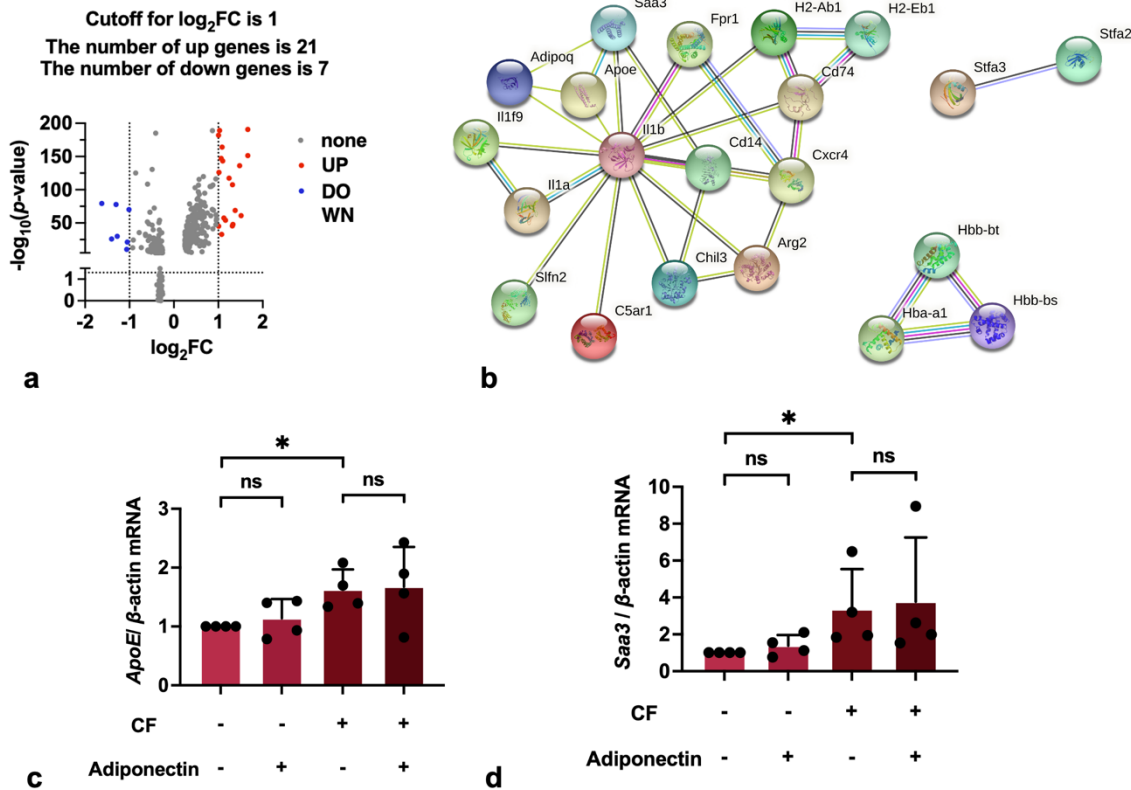 Cutoff for log₂FC is 1
The number of up genes is 21
The number of down genes is 7
-log₁₀(p-value)
200
150
100
50
1
0
-2 -1 0 1 2
log₂FC
none
UP
DO
WN
a
Saa3
Fpr1
H2-Ab1
H2-Eb1
Stfa2
Adipoq
Apoe
Cd74
Stfa3
Il1f9
Il1b
Cd14
Cxcr4
Il1a
Slfn2
Chil3
Arg2
C5ar1
Hbb-bt
Hbb-bs
Hba-a1
b
*
ns
ns
ApoE/ β-actin mRNA
3
2
1
0
CF - - + +
Adiponectin - + - +
c
*
ns
ns
Saa3 / β-actin mRNA
10
8
6
4
2
0
CF - - + +
Adiponectin - + - +
d